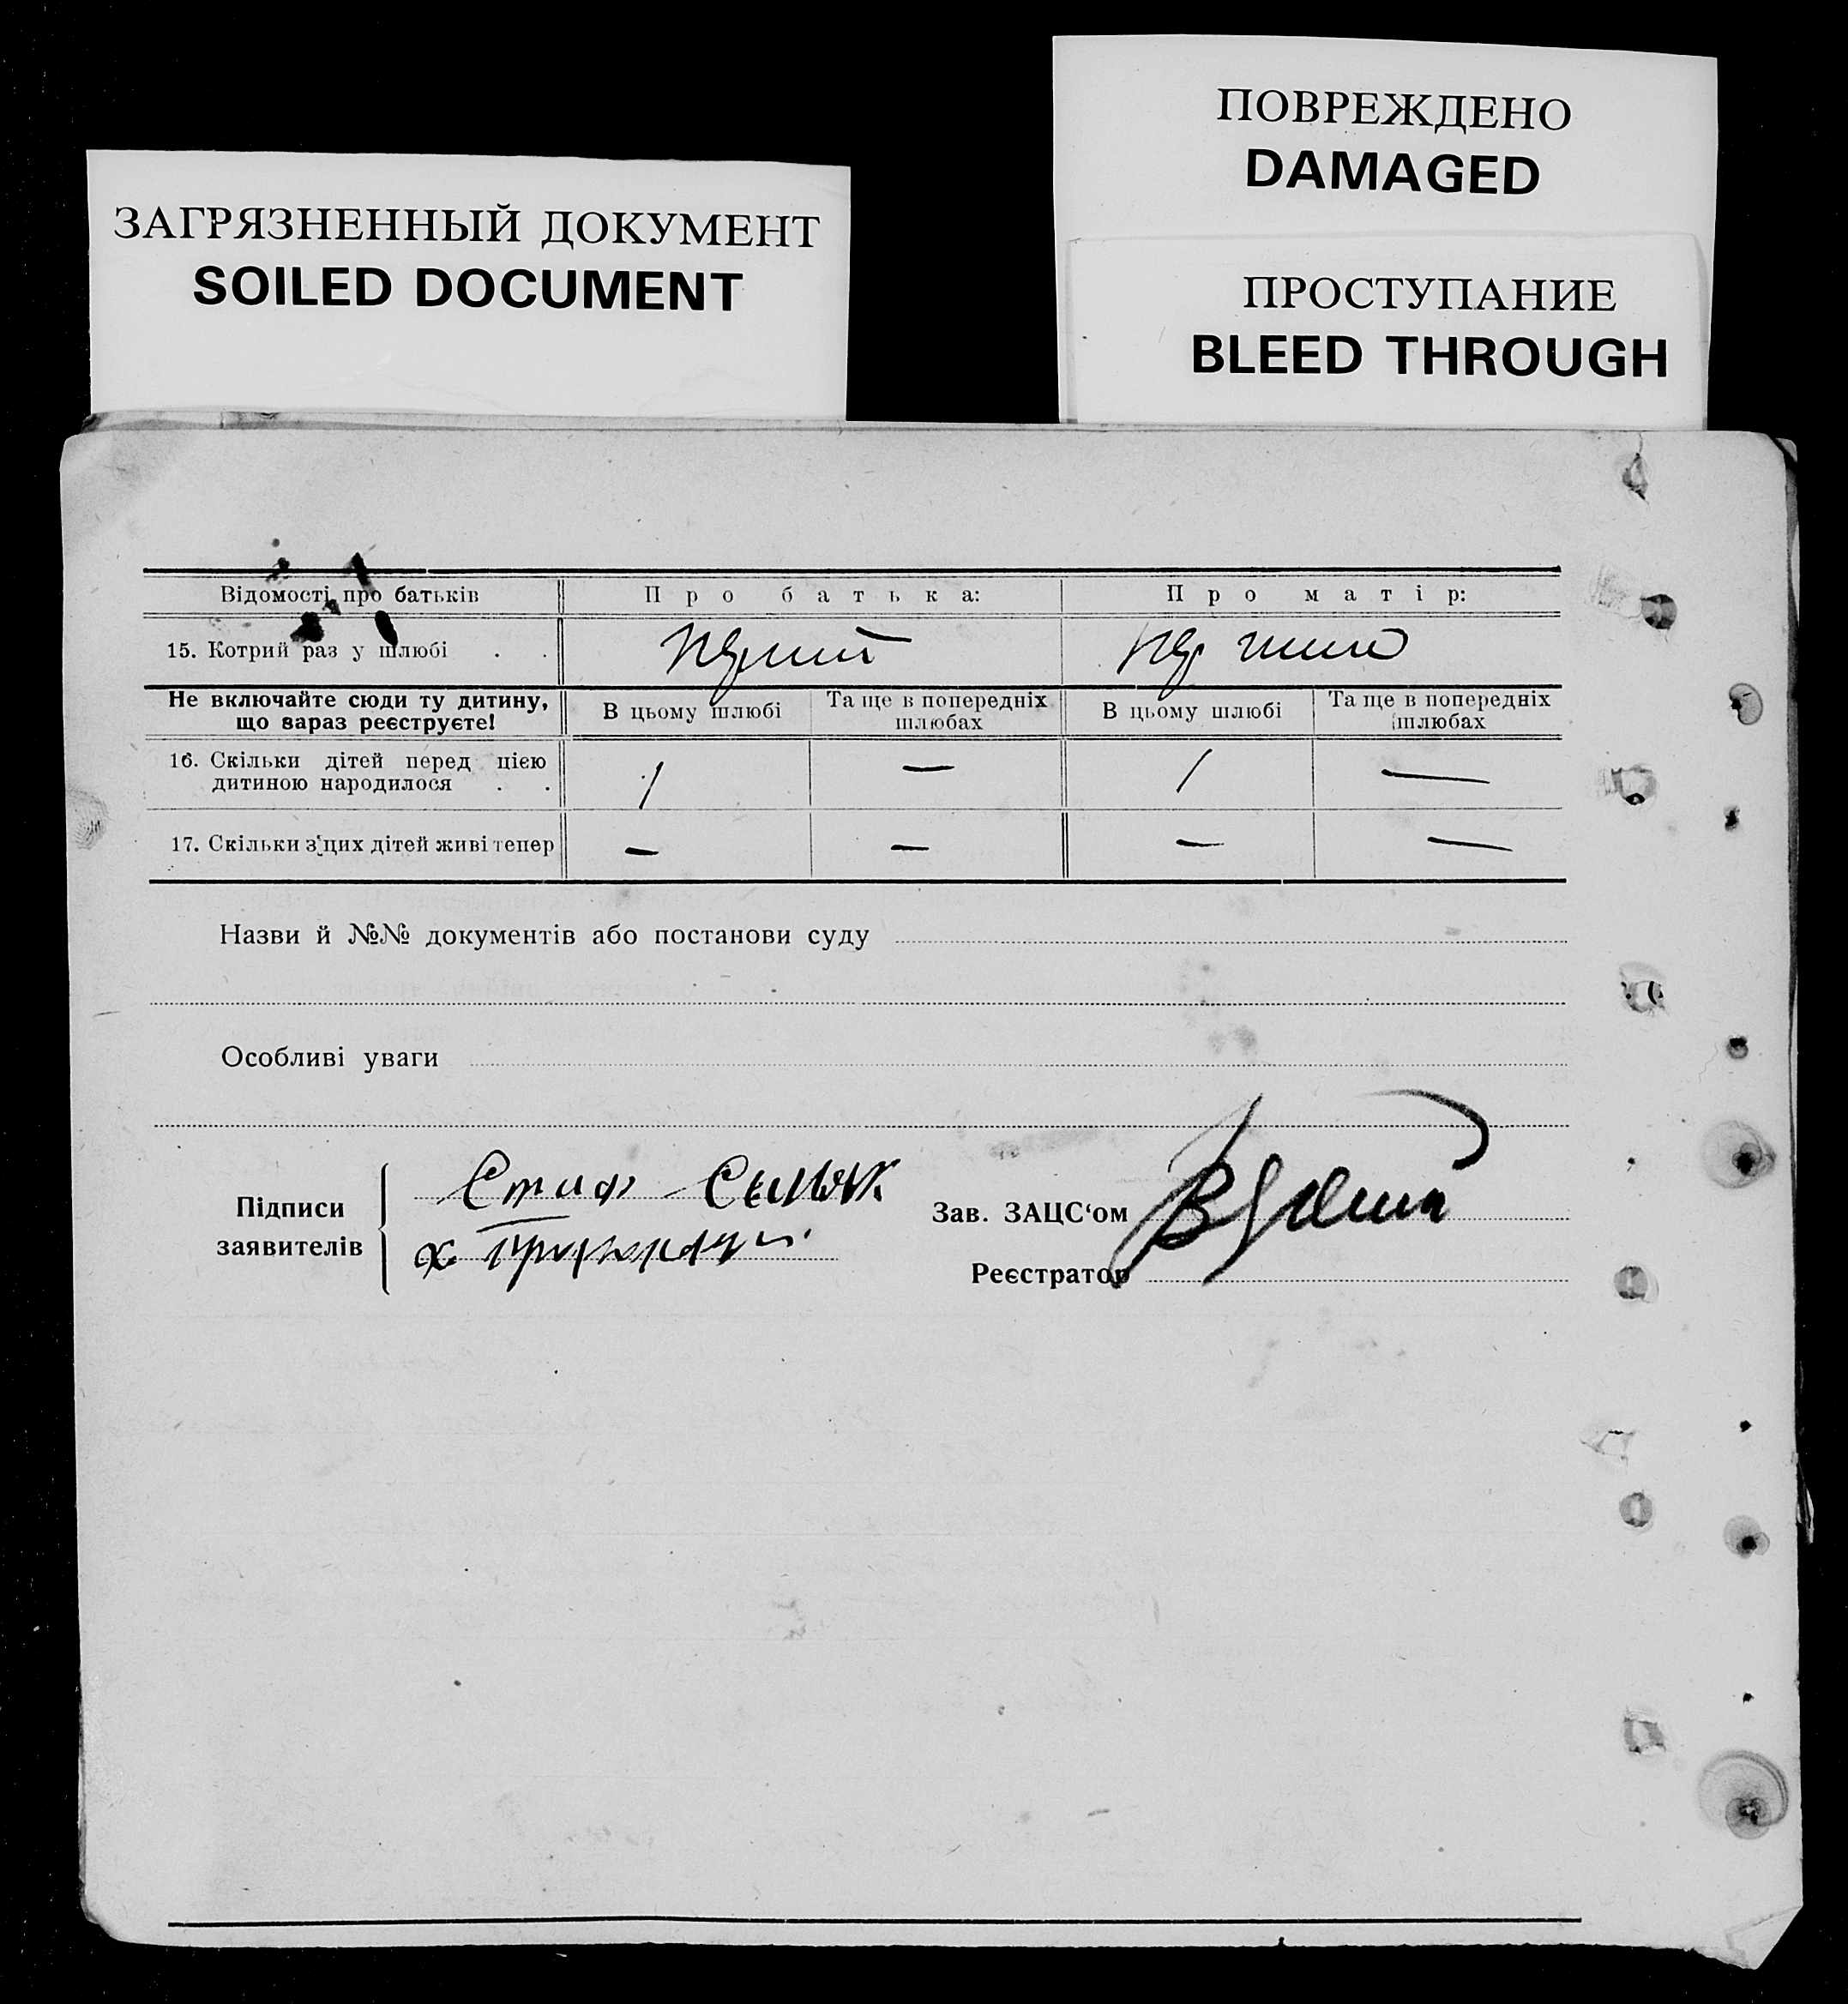 ПОВРЕЖДЕНО
DAMAGED
ЗАГРЯЗНЕННЫЙ ДОКУМЕНТ
SOILED DOCUMENT
ПРОСТУПАНИЕ
BLEED THROUGH
Відомості про батьків Про батька: Про матір:
15. Котрий раз у шлюбі . .
Не включайте сюди ту дитину, що вараз реєструєте! В цьому шлюбі Та ще в попередніх шлюбах В цьому шлюбі Та ще в попередніх шлюбах
16. Скільки дітей перед цією дитиною народилося . . 1 — 1 —
17. Скільки з цих дітей живі тепер — — — —
Назви й №№ документів або постанови суду
Особливі уваги
Підписи заявителів
Зав. ЗАЦС‘ом
Реєстратор